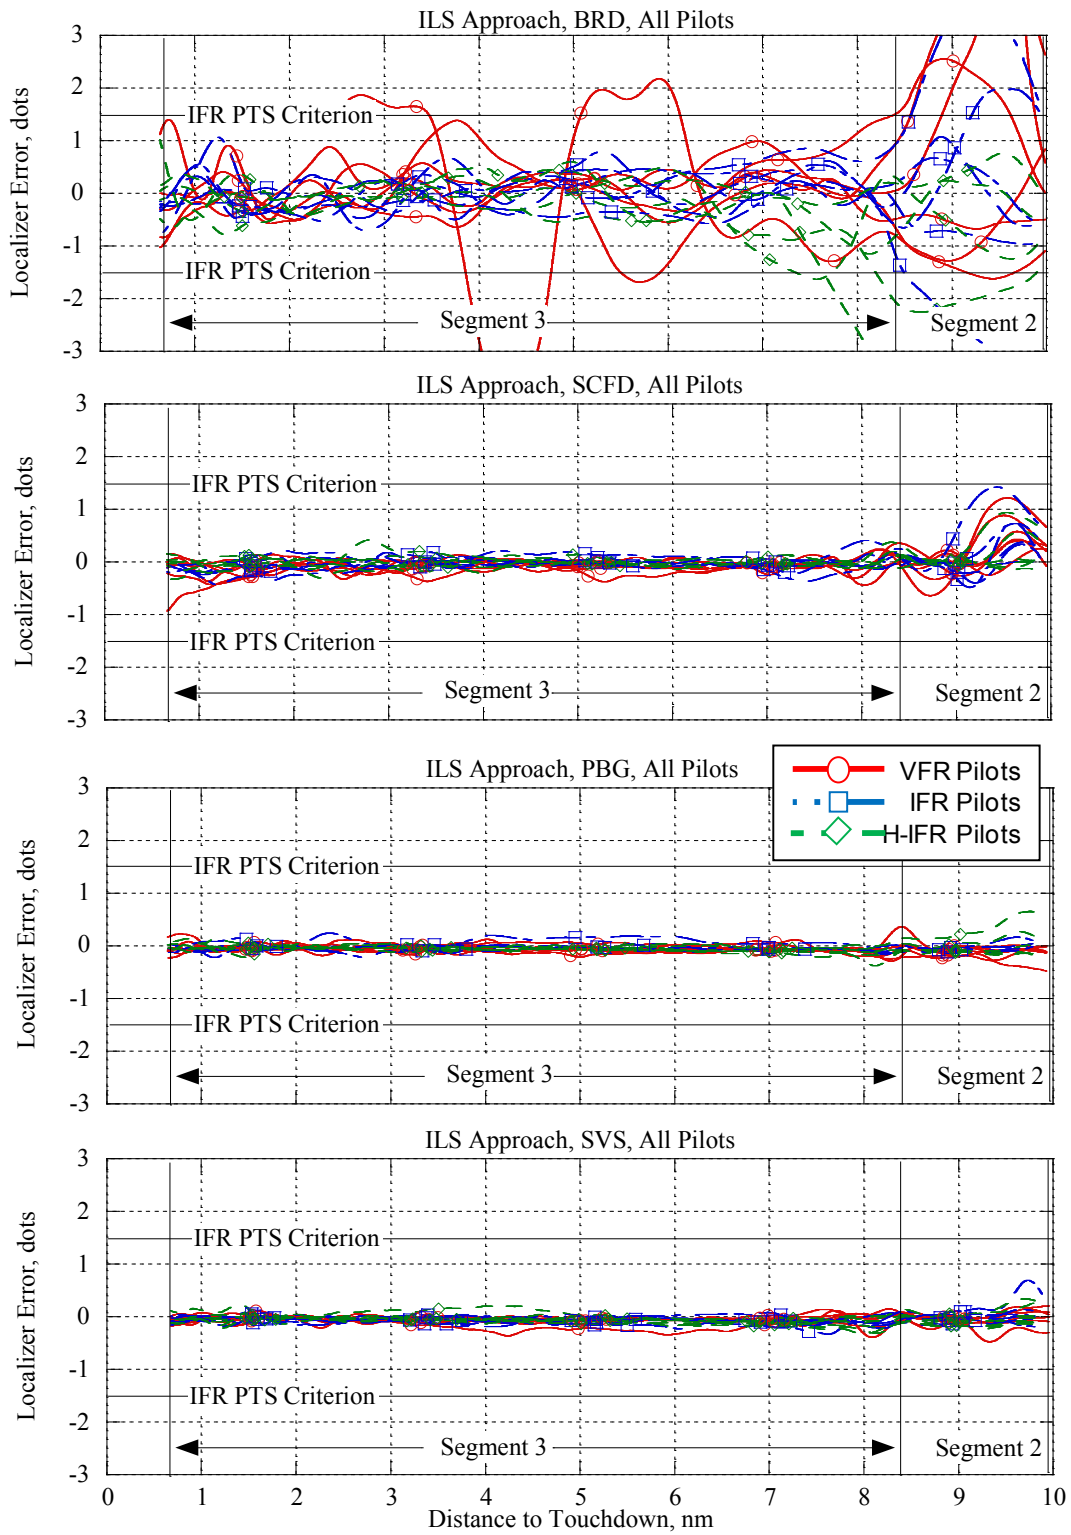 ILS Approach, BRD, All Pilots
3
2
IFR PTS Criterion
1
0
-1
IFR PTS Criterion
-2
Segment 3
Segment 2
-3
Localizer Error, dots
ILS Approach, SCFD, All Pilots
3
2
IFR PTS Criterion
1
0
-1
IFR PTS Criterion
-2
Segment 3
Segment 2
-3
Localizer Error, dots
ILS Approach, PBG, All Pilots
3
VFR Pilots
IFR Pilots
H-IFR Pilots
2
IFR PTS Criterion
1
0
-1
IFR PTS Criterion
-2
Segment 3
Segment 2
-3
Localizer Error, dots
ILS Approach, SVS, All Pilots
3
2
IFR PTS Criterion
1
0
-1
IFR PTS Criterion
-2
Segment 3
Segment 2
-3
Localizer Error, dots
0 1 2 3 4 5 6 7 8 9 10
Distance to Touchdown, nm